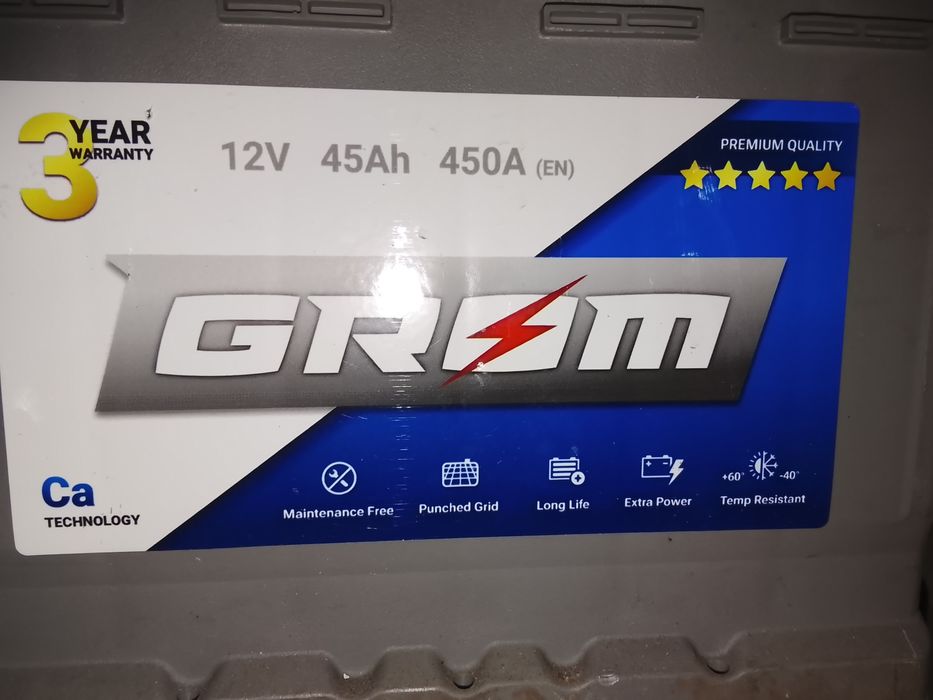 3 YEAR
WARRANTY
12V 45Ah 450A (EN)
PREMIUM QUALITY
GROM
Ca
TECHNOLOGY
Maintenance Free
Punched Grid
Long Life
Extra Power
+60° -40°
Temp Resistant